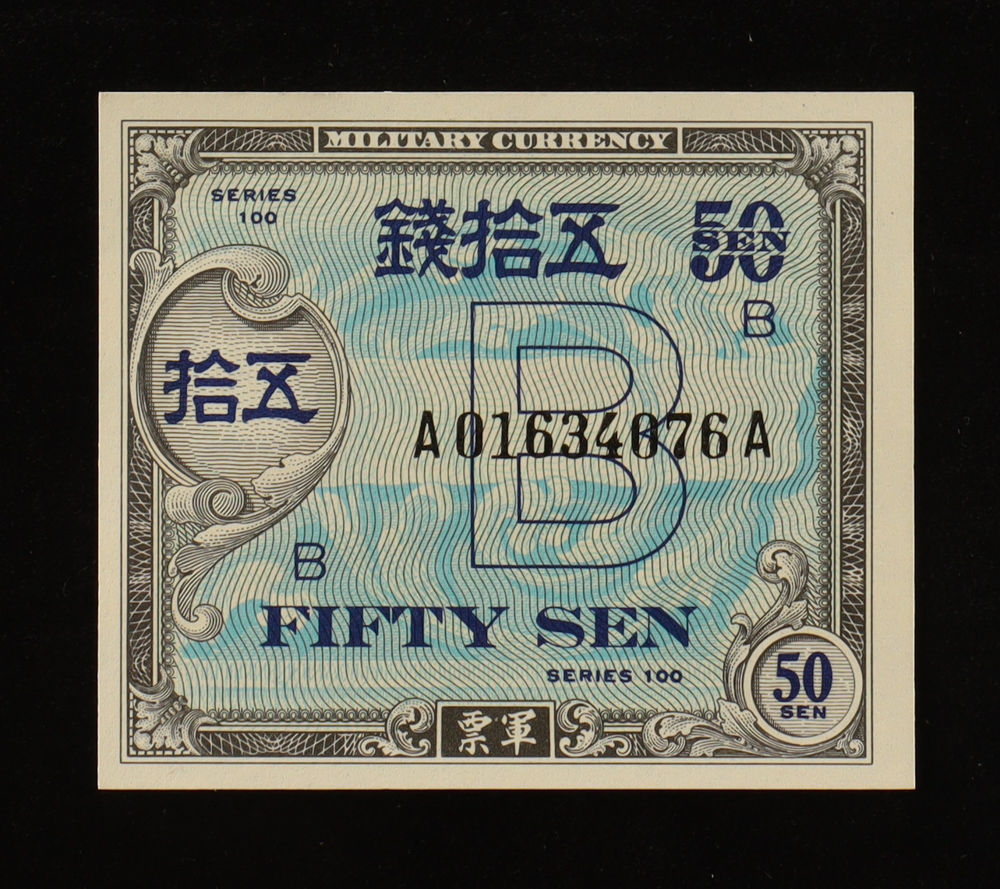 MILITARY CURRENCY
SERIES
100
錢拾五
50
SEN
B
拾五
B
A01634076A
B
FIFTY SEN
SERIES 100
50
SEN
票軍